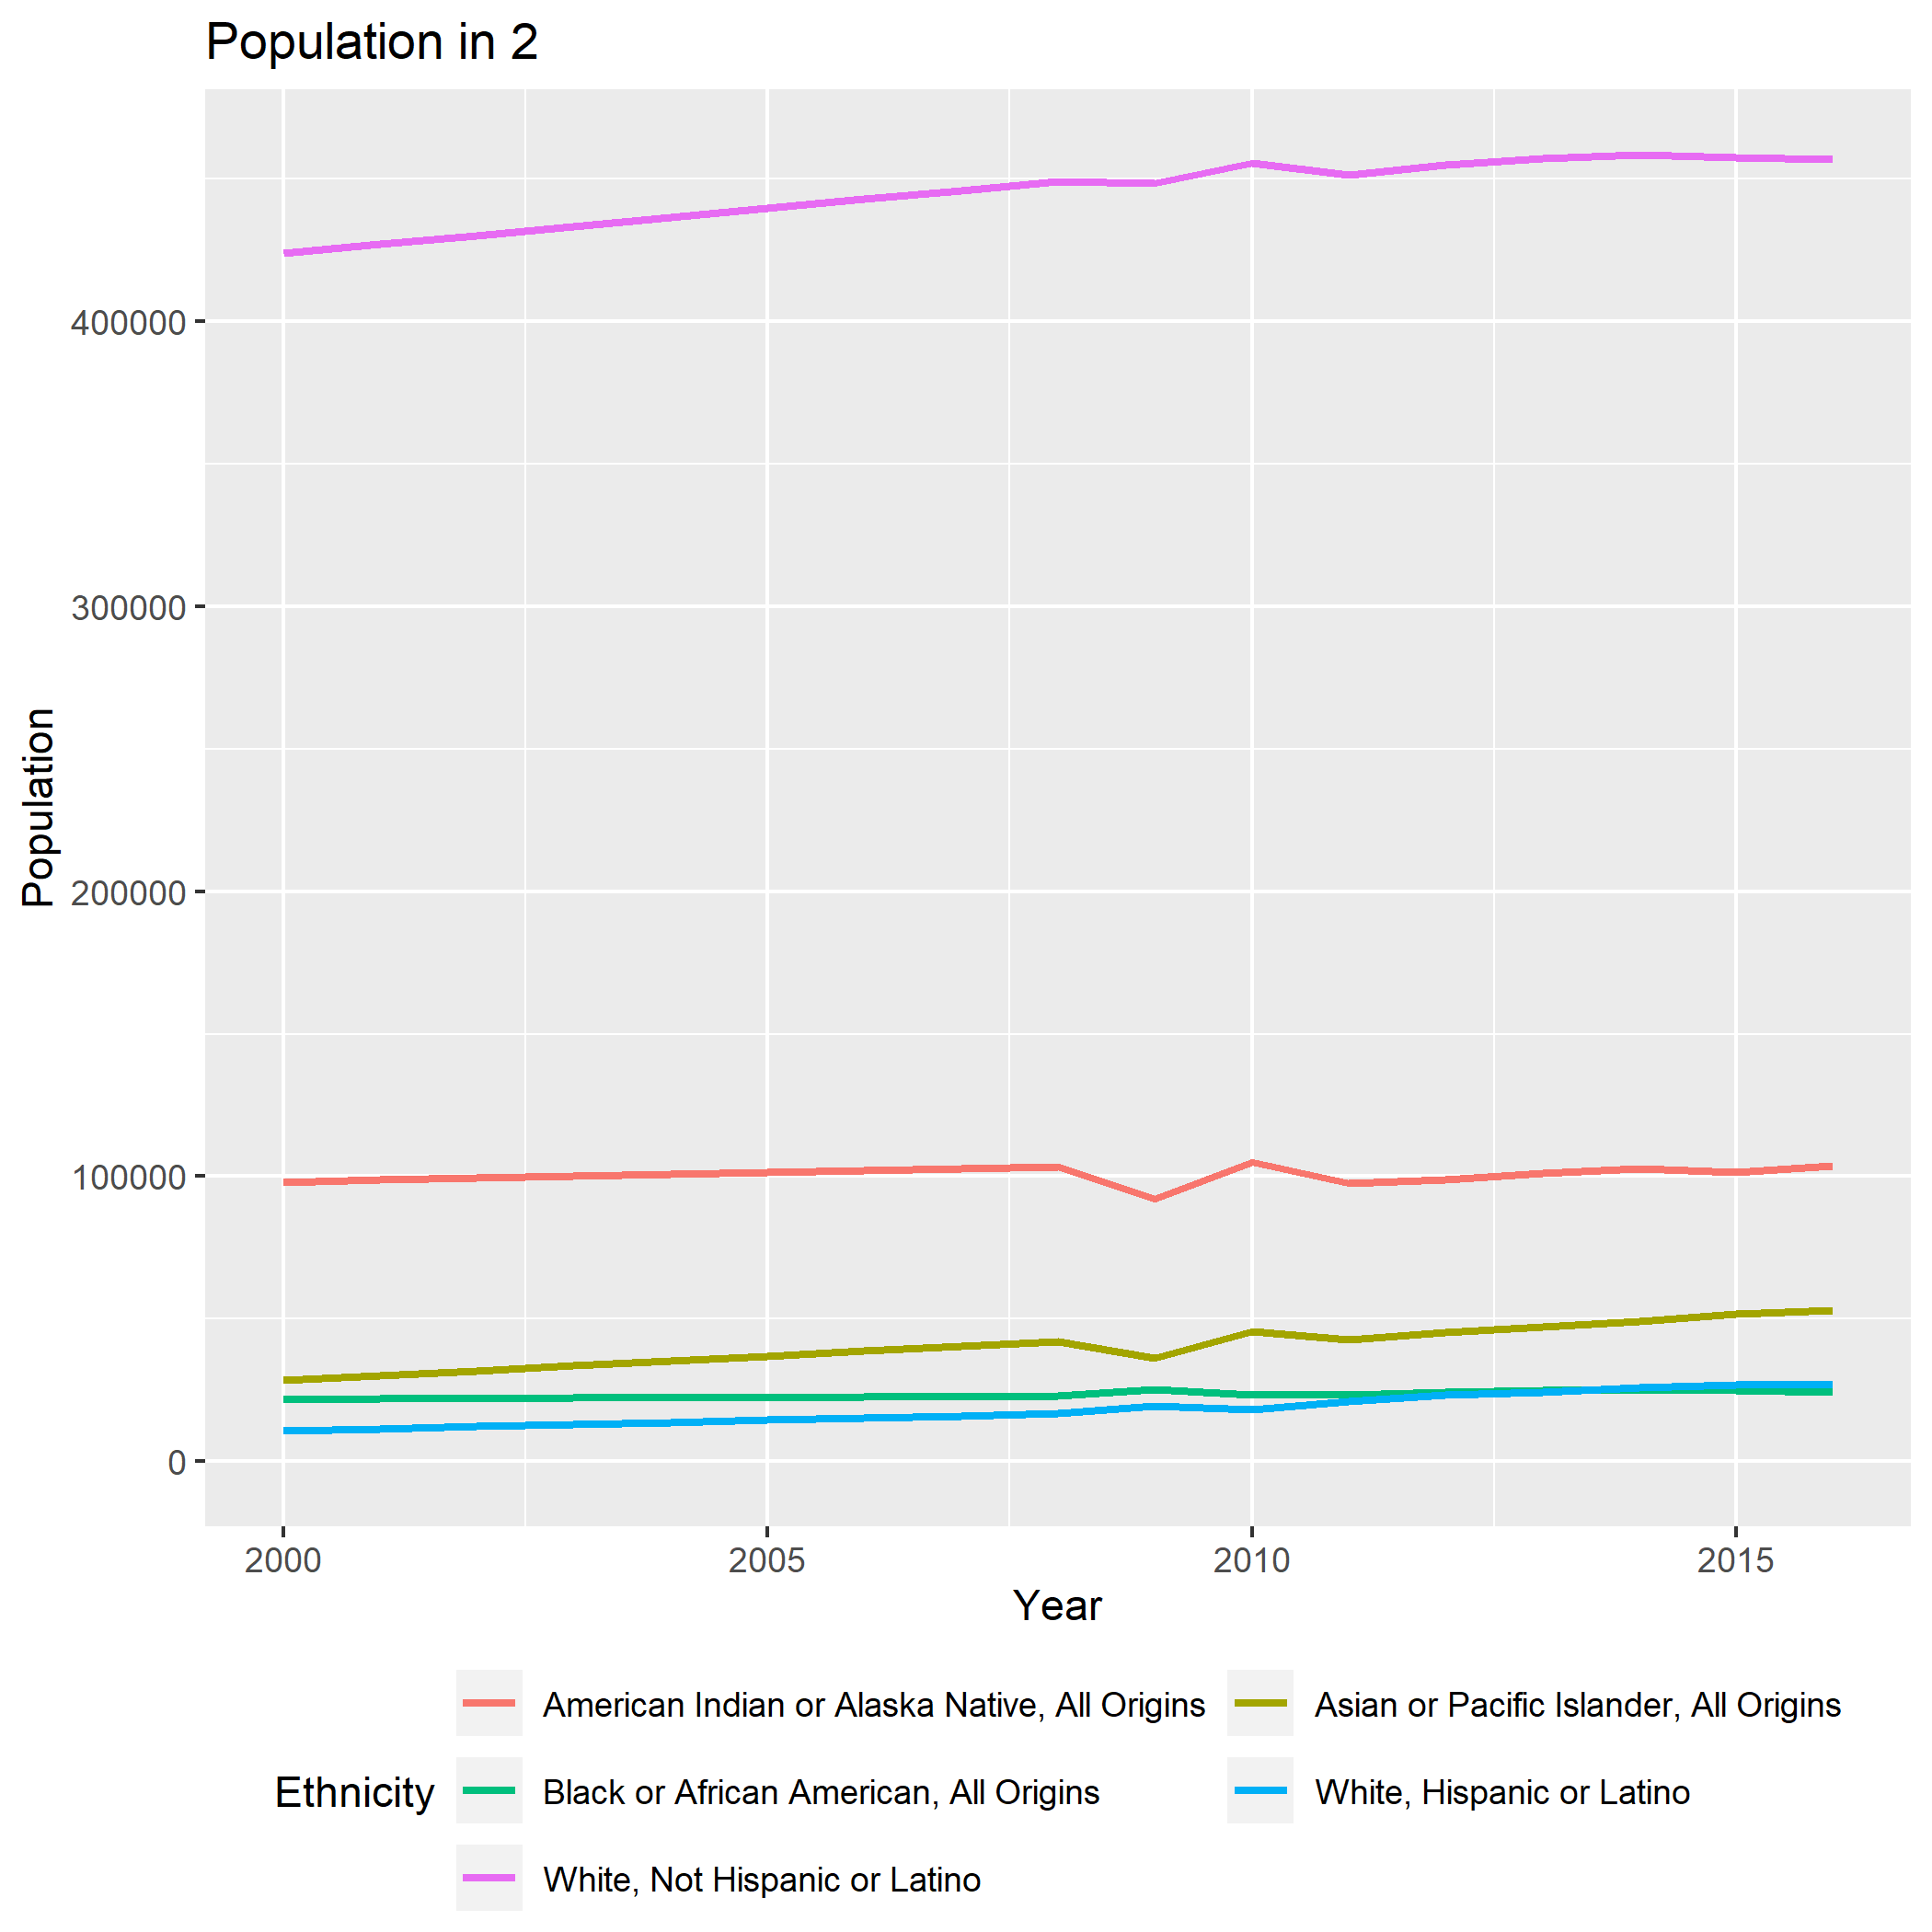 Population in 2
Population
400000
300000
200000
100000
0
2000 2005 2010 2015
Year
Ethnicity
American Indian or Alaska Native, All Origins
Asian or Pacific Islander, All Origins
Black or African American, All Origins
White, Hispanic or Latino
White, Not Hispanic or Latino